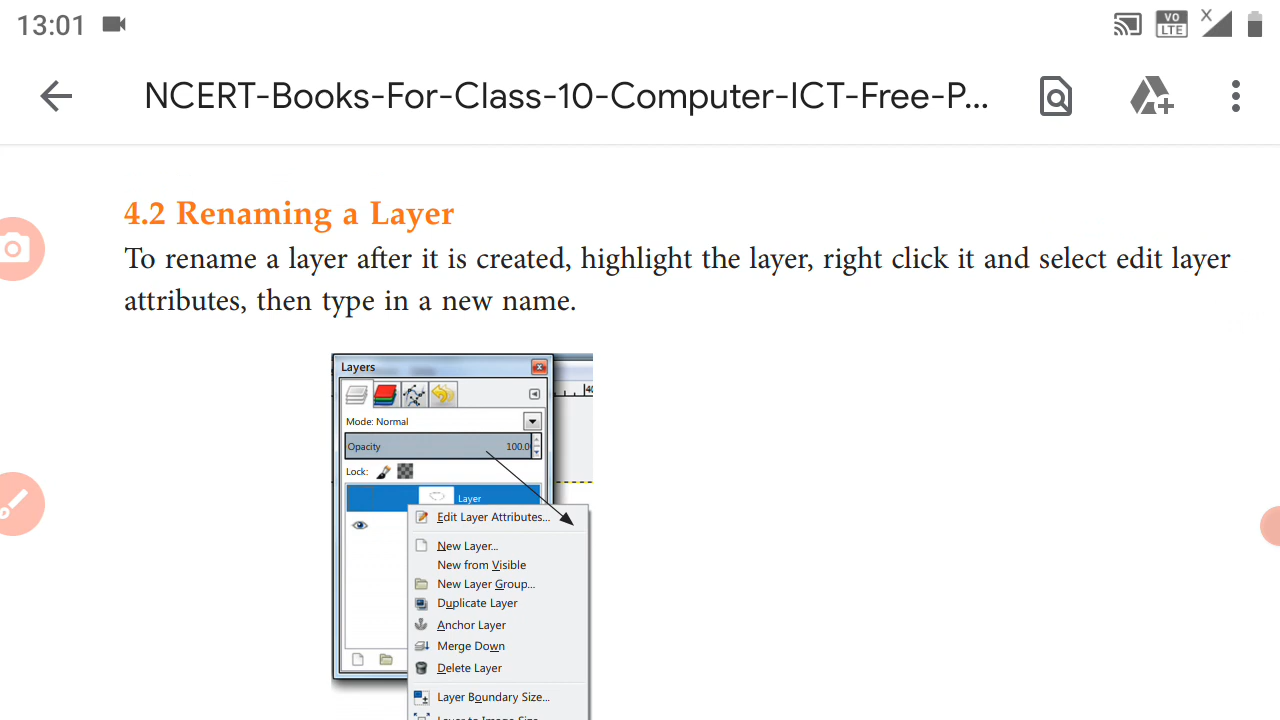 13:01
VO LTE X
NCERT-Books-For-Class-10-Computer-ICT-Free-P...
4.2 Renaming a Layer
To rename a layer after it is created, highlight the layer, right click it and select edit layer
attributes, then type in a new name.
Layers
Mode: Normal
Opacity 100.0
Lock:
Layer
Edit Layer Attributes...
New Layer...
New from Visible
New Layer Group...
Duplicate Layer
Anchor Layer
Merge Down
Delete Layer
Layer Boundary Size...